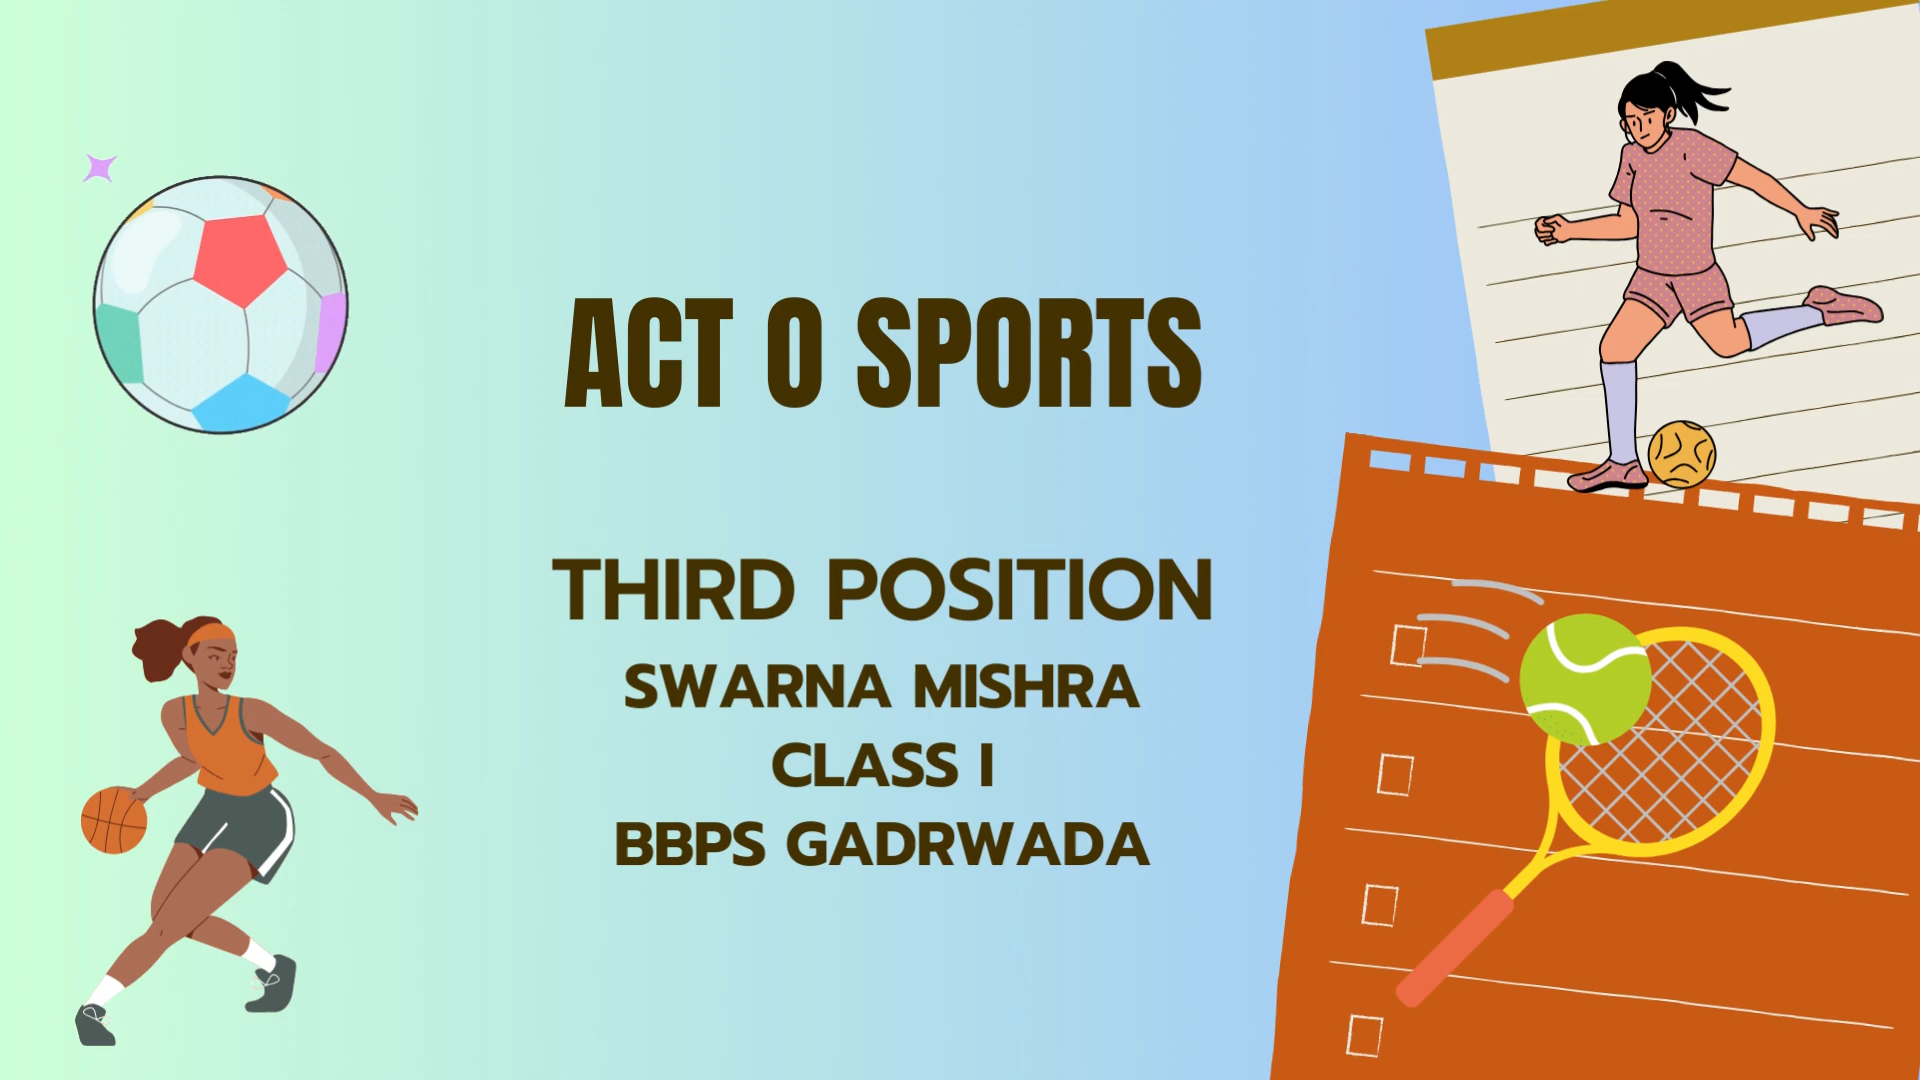 ACT O SPORTS
THIRD POSITION
SWARNA MISHRA
CLASS I
BBPS GADRWADA